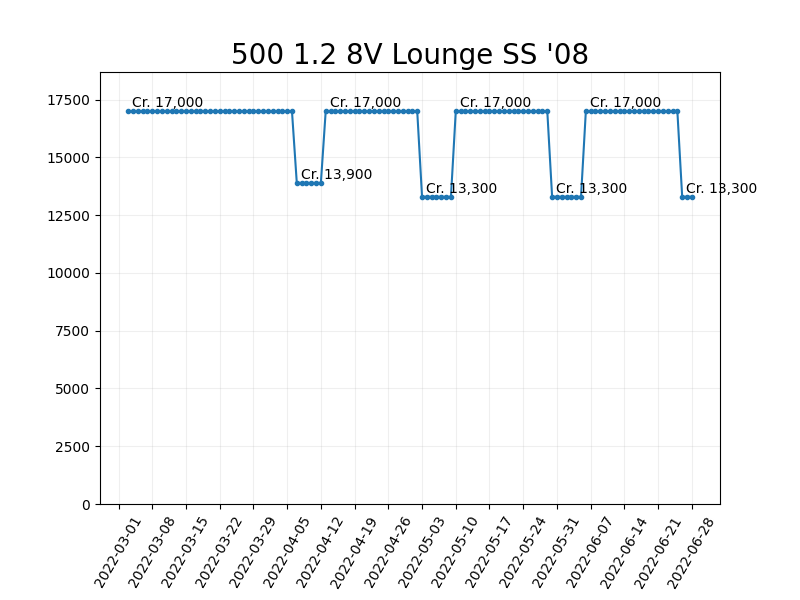 500 1.2 8V Lounge SS '08
17500
15000
12500
10000
7500
5000
2500
0
Cr. 17,000
Cr. 13,900
Cr. 17,000
Cr. 13,300
Cr. 17,000
Cr. 13,300
Cr. 17,000
Cr. 13,300
2022-03-01
2022-03-08
2022-03-15
2022-03-22
2022-03-29
2022-04-05
2022-04-12
2022-04-19
2022-04-26
2022-05-03
2022-05-10
2022-05-17
2022-05-24
2022-05-31
2022-06-07
2022-06-14
2022-06-21
2022-06-28